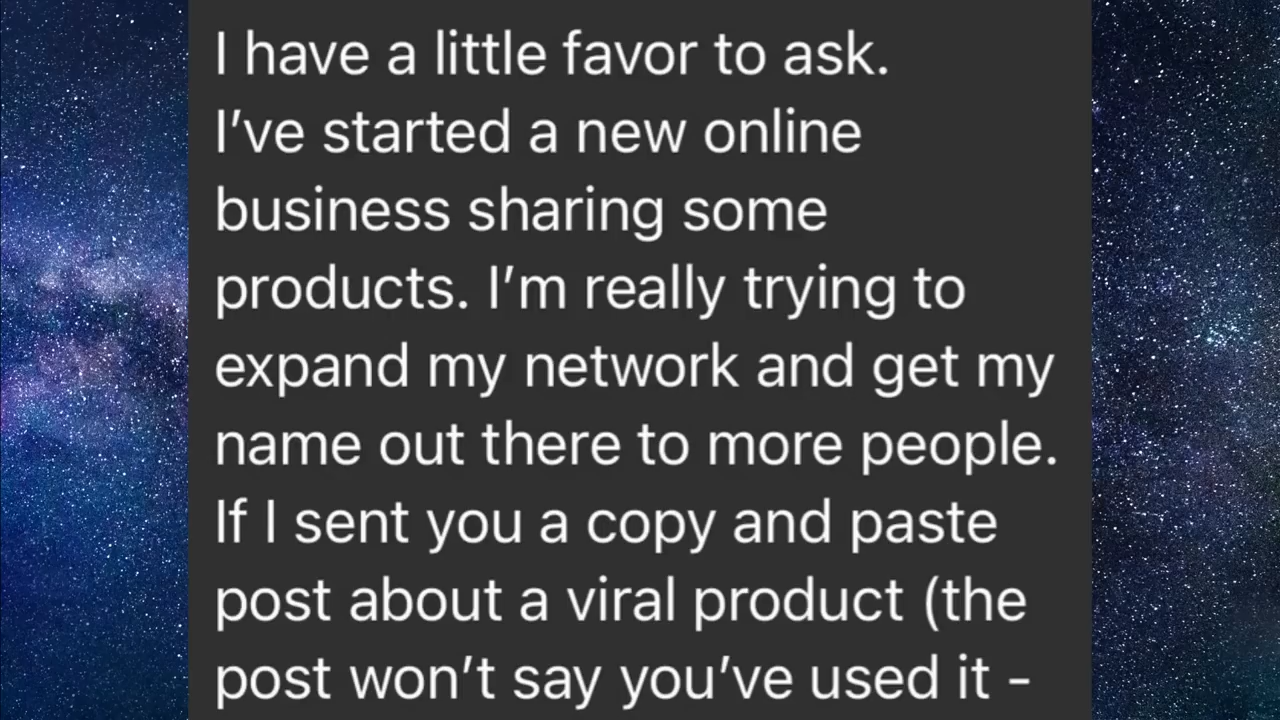 I have a little favor to ask.
I’ve started a new online
business sharing some
products. I’m really trying to
expand my network and get my
name out there to more people.
If I sent you a copy and paste
post about a viral product (the
post won’t say you’ve used it -